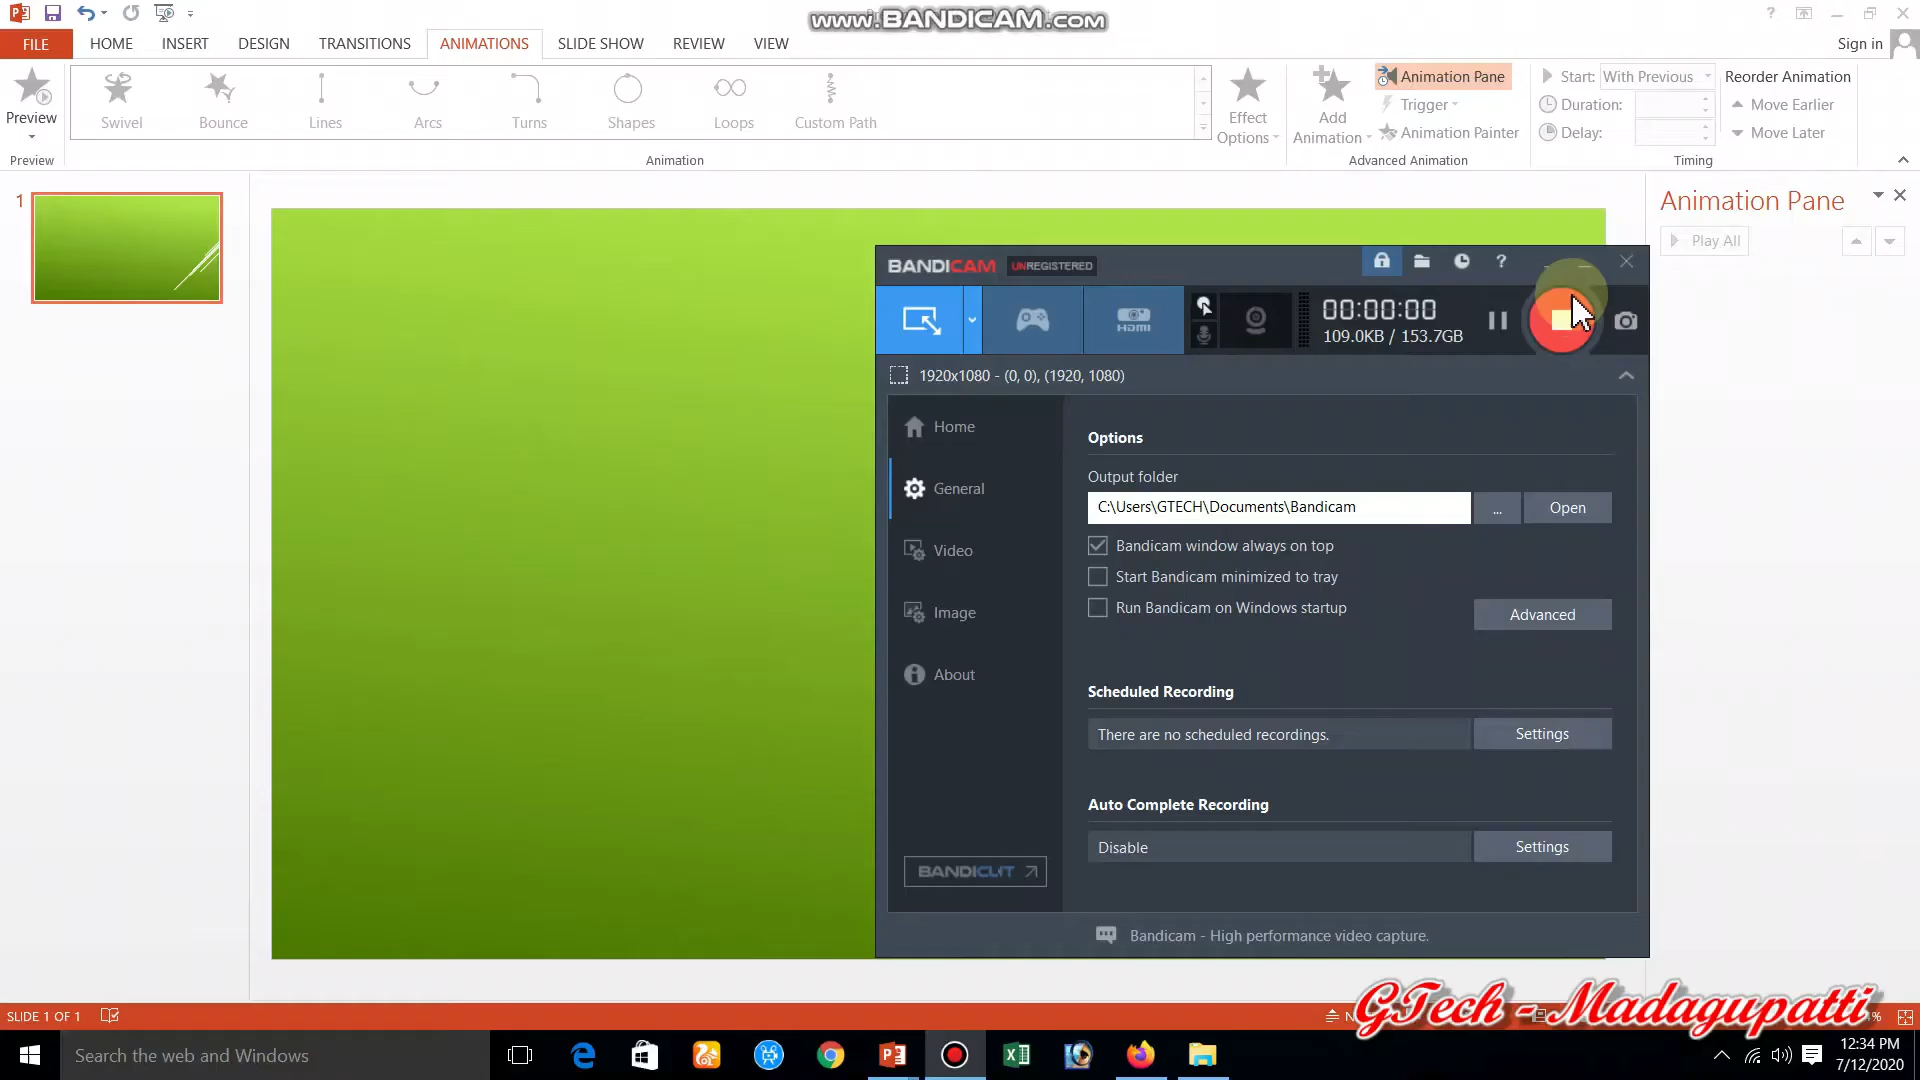 www.BANDICAM.com
FILE HOME INSERT DESIGN TRANSITIONS ANIMATIONS SLIDE SHOW REVIEW VIEW Sign in
Preview
Swivel Bounce Lines Arcs Turns Shapes Loops Custom Path
Effect Options
Add Animation
Animation Pane
Trigger
Animation Painter
Start: With Previous
Duration:
Delay:
Reorder Animation
Move Earlier
Move Later
Preview Animation Advanced Animation Timing
1
Animation Pane
Play All
BANDICAM UNREGISTERED
00:00:00
109.0KB / 153.7GB
HDMI
1920x1080 - (0, 0), (1920, 1080)
Home
General
Video
Image
About
BANDICUT
Options
Output folder
C:\Users\GTECH\Documents\Bandicam ... Open
Bandicam window always on top
Start Bandicam minimized to tray
Run Bandicam on Windows startup
Advanced
Scheduled Recording
There are no scheduled recordings. Settings
Auto Complete Recording
Disable Settings
Bandicam - High performance video capture.
GTech - Madagupatti
SLIDE 1 OF 1
Search the web and Windows
12:34 PM
7/12/2020